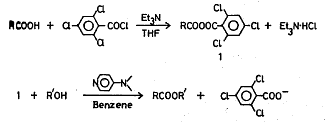 RCOOH + Cl Cl Cl COCl Et₃N THF RCOOOC Cl Cl Cl + Et₃N·HCl
1
1 + R'OH N N Benzene RCOOR' + Cl Cl Cl COO⁻